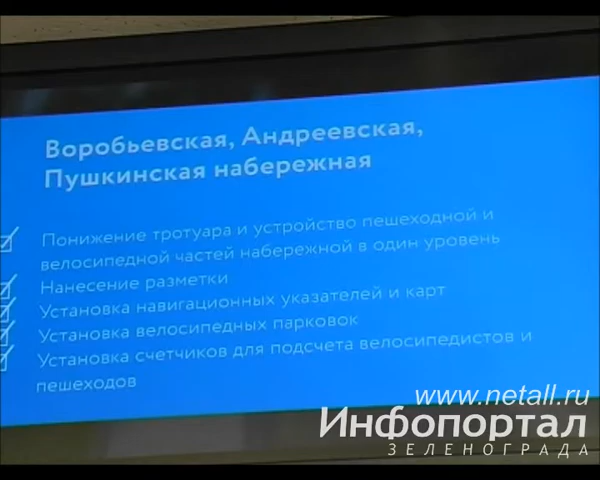 Воробьевская, Андреевская,
Пушкинская набережная
Понижение тротуара и устройство пешеходной и
велосипедной частей набережной в один уровень
Нанесение разметки
Установка навигационных указателей и карт
Установка велосипедных парковок
Установка счетчиков для подсчета велосипедистов и
пешеходов
www.netall.ru
Инфопортал
ЗЕЛЕНОГРАДА